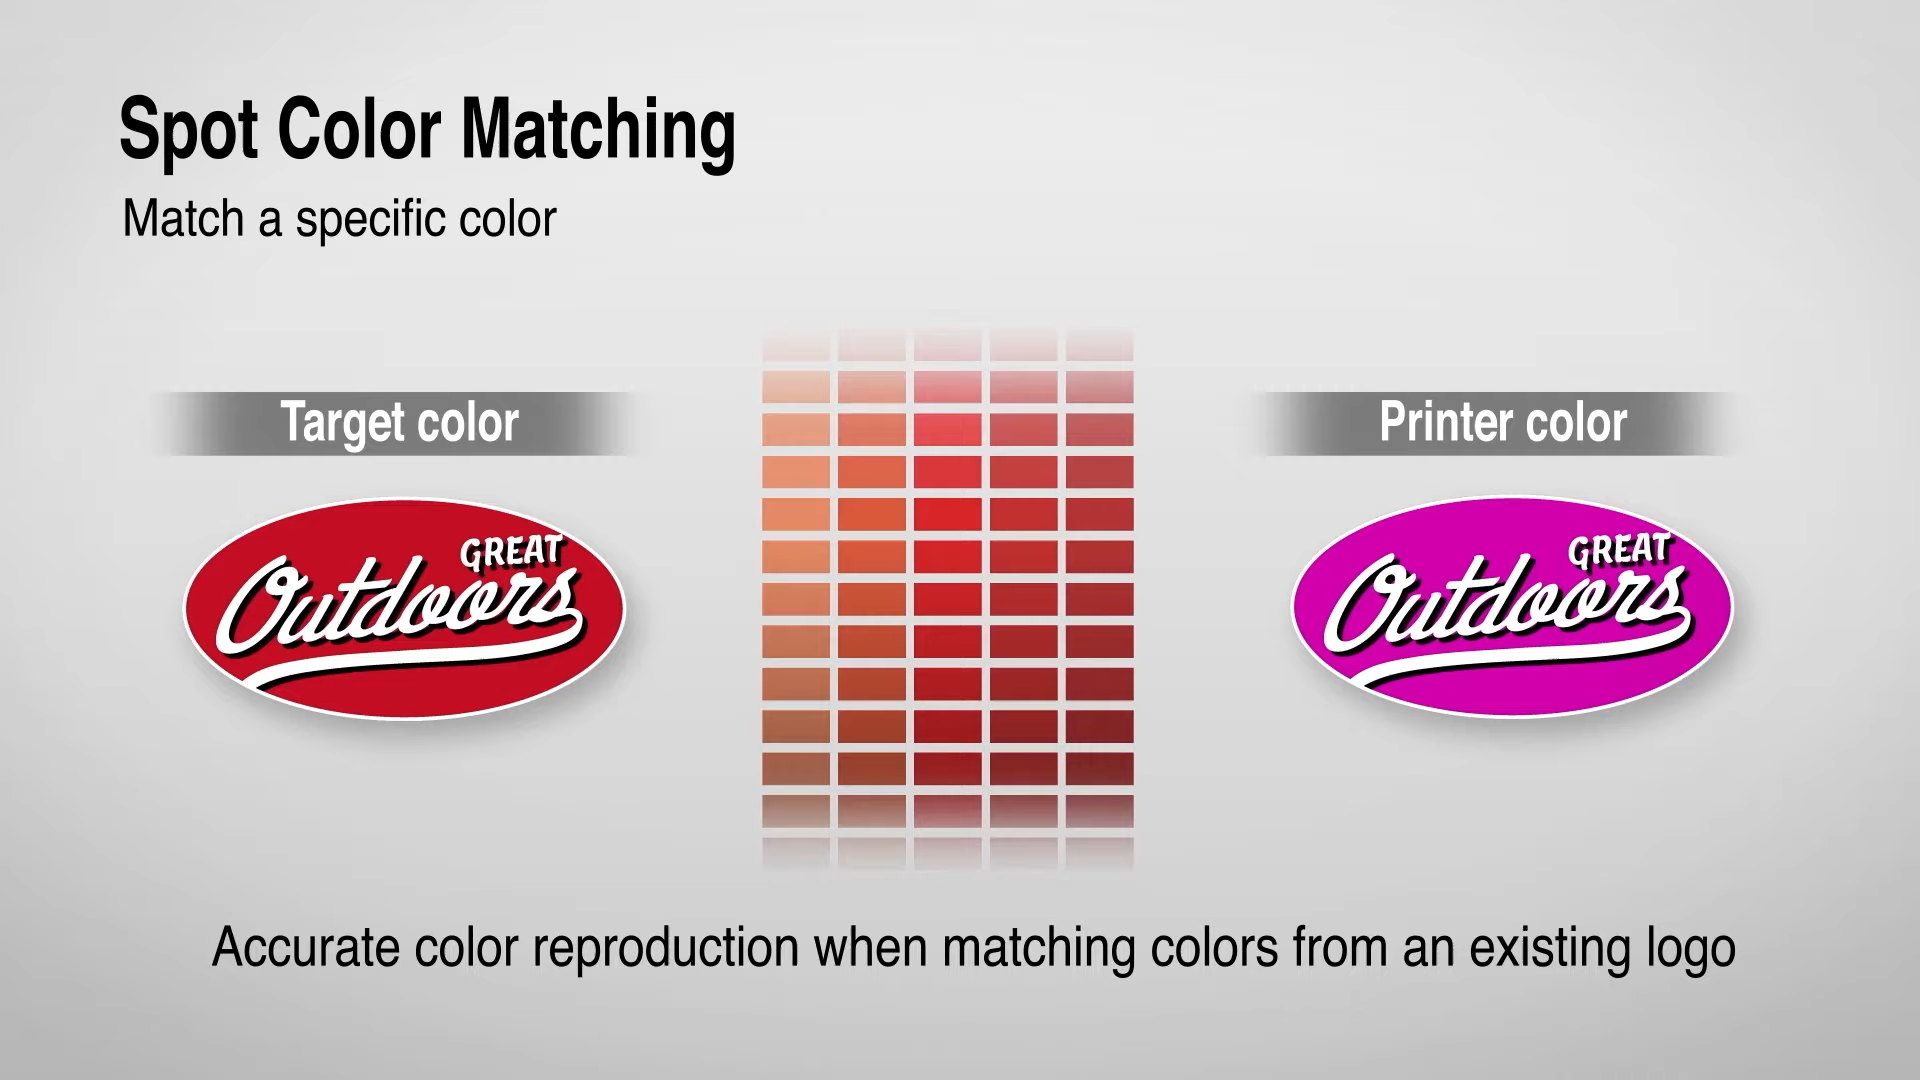 Spot Color Matching
Match a specific color
Target color
Printer color
GREAT
Outdoors
GREAT
Outdoors
Accurate color reproduction when matching colors from an existing logo